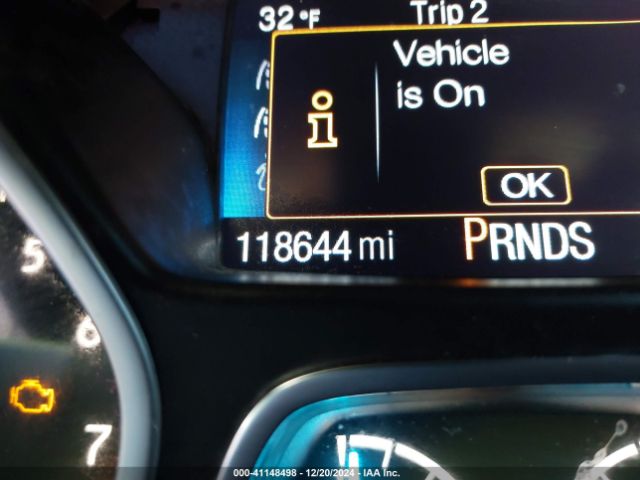 32°F Trip 2
Vehicle
is On
OK
118644 mi PRNDS
5
6
7
000-41148498 - 12/20/2024 - IAA Inc.